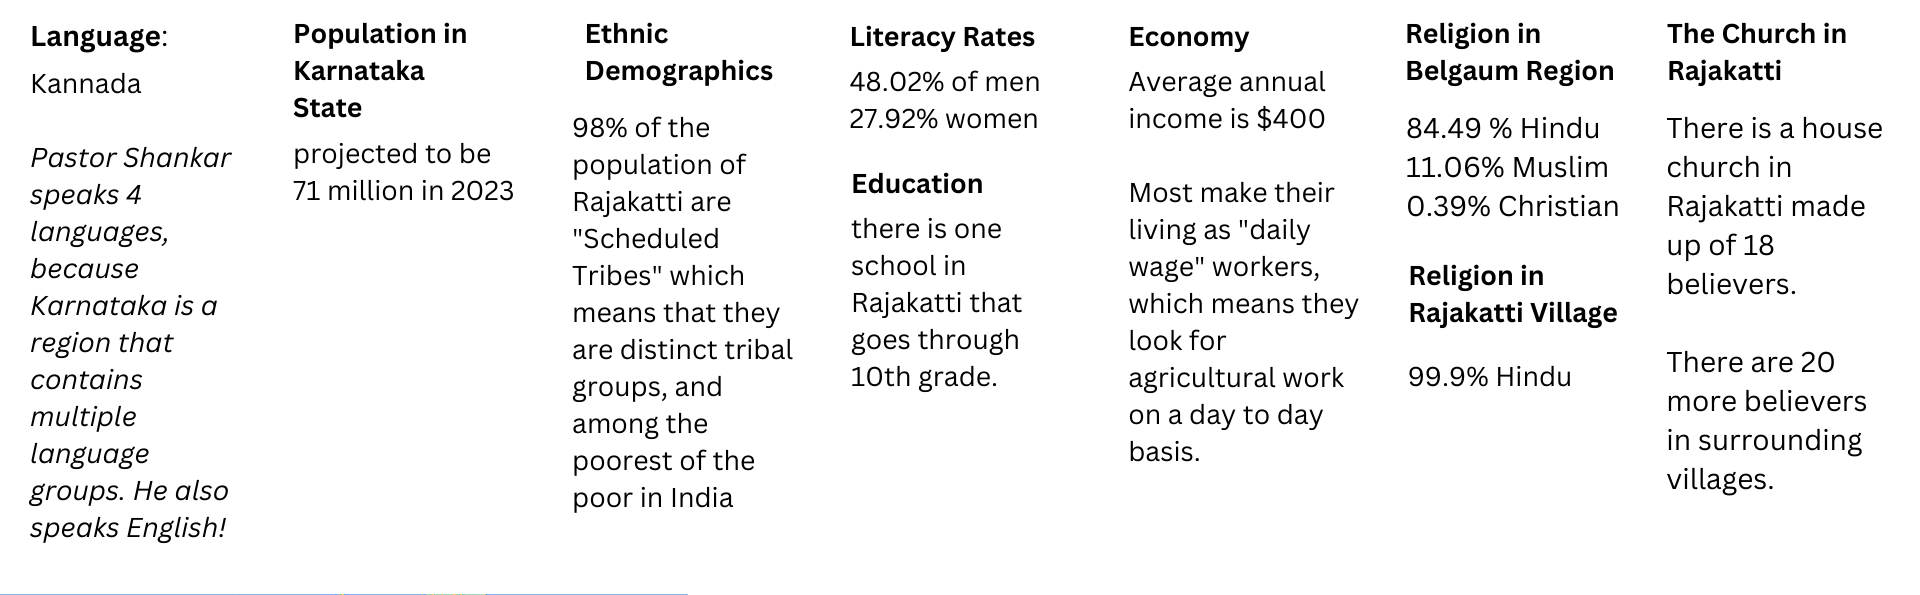 Language:
Kannada
Pastor Shankar
speaks 4
languages,
because
Karnataka is a
region that
contains
multiple
language
groups. He also
speaks English!
Population in
Karnataka
State
projected to be
71 million in 2023
Ethnic
Demographics
98% of the
population of
Rajakatti are
"Scheduled
Tribes" which
means that they
are distinct tribal
groups, and
among the
poorest of the
poor in India
Literacy Rates
48.02% of men
27.92% women
Education
there is one
school in
Rajakatti that
goes through
10th grade.
Economy
Average annual
income is $400
Most make their
living as "daily
wage" workers,
which means they
look for
agricultural work
on a day to day
basis.
Religion in
Belgaum Region
84.49 % Hindu
11.06% Muslim
0.39% Christian
Religion in
Rajakatti Village
99.9% Hindu
The Church in
Rajakatti
There is a house
church in
Rajakatti made
up of 18
believers.
There are 20
more believers
in surrounding
villages.